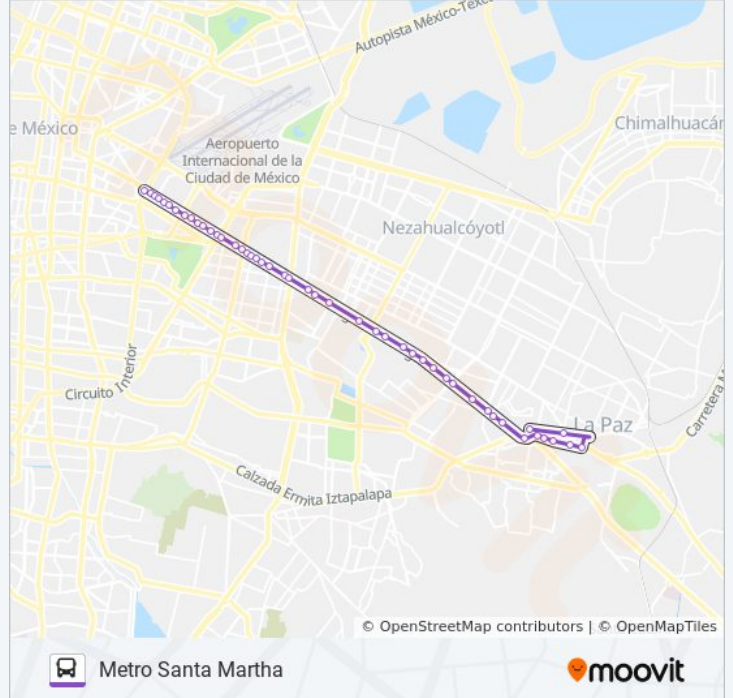 Autopista México-Texc
e México
Chimalhuacár
Aeropuerto
Internacional de la
Ciudad de México
Nezahualcóyotl
Circuito Interior
La Paz
Carretera M
Calzada Ermita Iztapalapa
© OpenStreetMap contributors | © OpenMapTiles
Metro Santa Martha
moovit